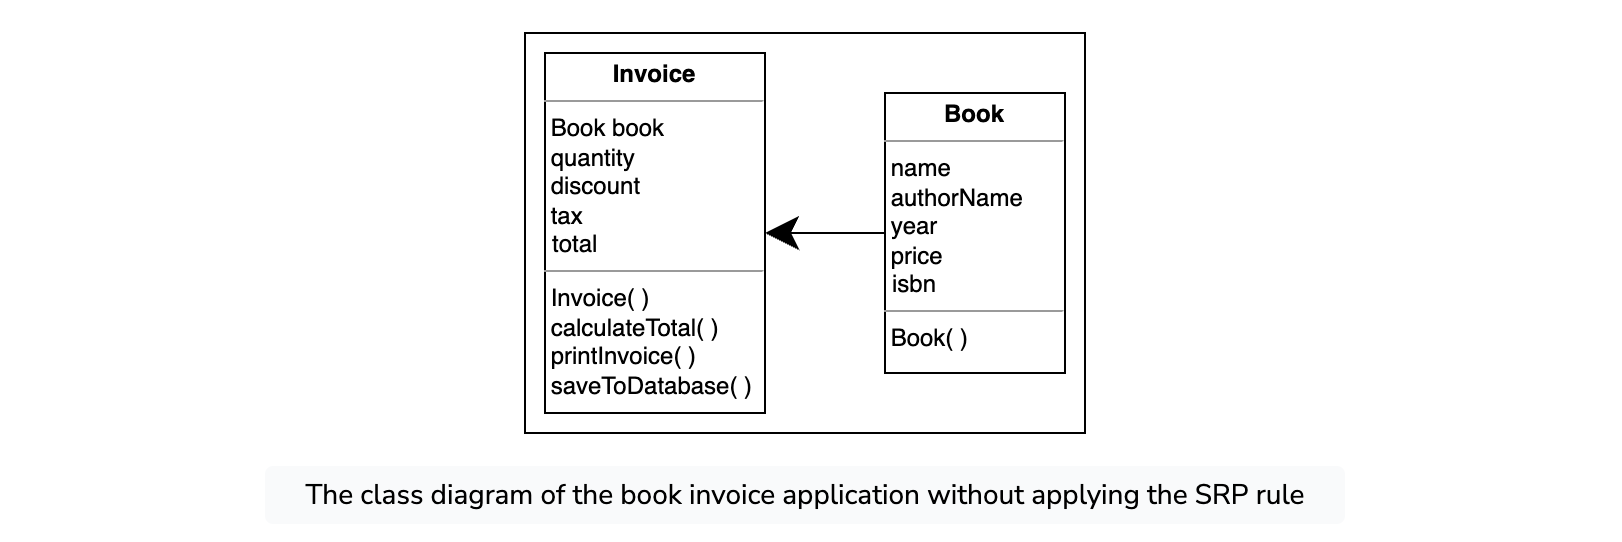 Invoice
Book book
quantity
discount
tax
total
Invoice( )
calculateTotal( )
printInvoice( )
saveToDatabase( )
Book
name
authorName
year
price
isbn
Book( )
The class diagram of the book invoice application without applying the SRP rule